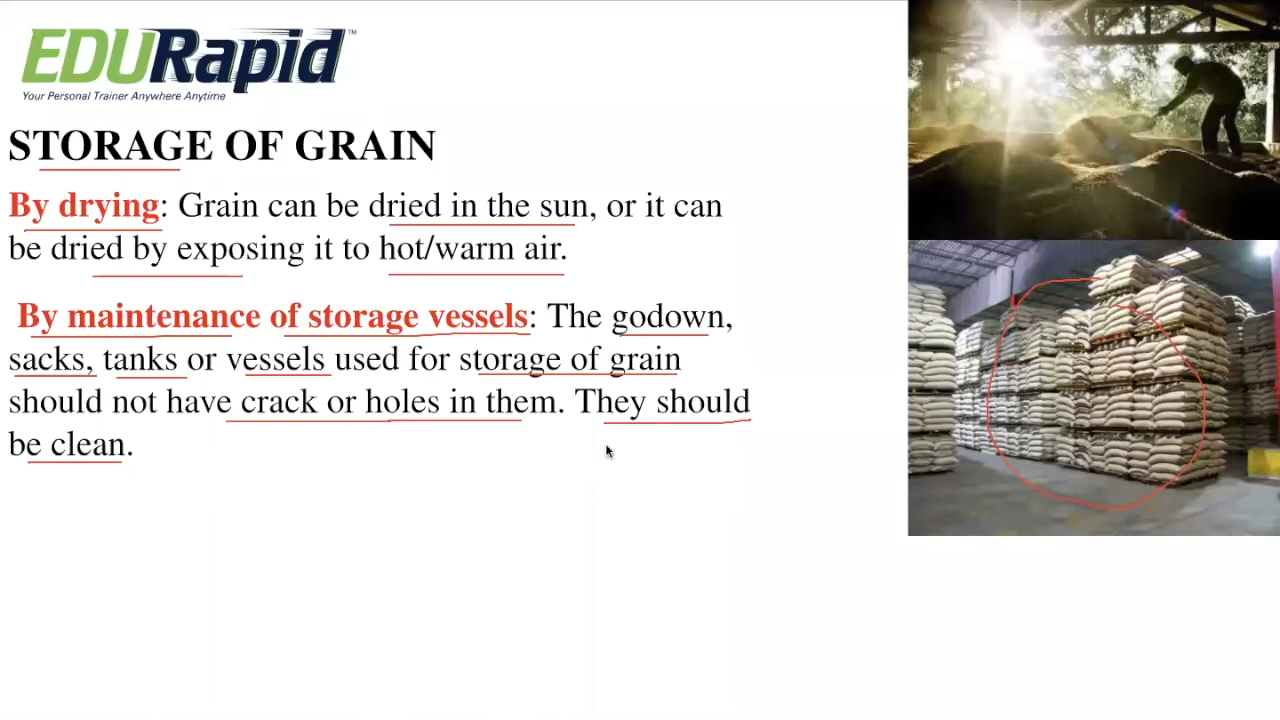 EDURapid™
Your Personal Trainer Anywhere Anytime
STORAGE OF GRAIN
By drying: Grain can be dried in the sun, or it can
be dried by exposing it to hot/warm air.
By maintenance of storage vessels: The godown,
sacks, tanks or vessels used for storage of grain
should not have crack or holes in them. They should
be clean.